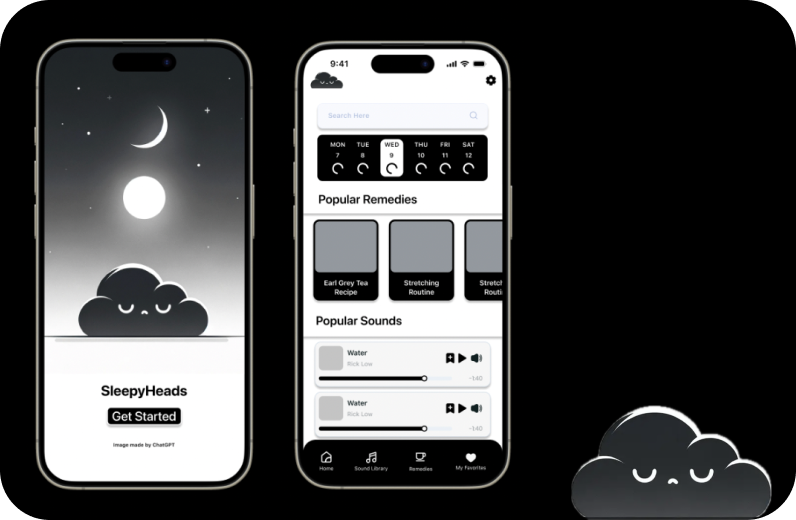 SleepyHeads
Get Started
Image made by ChatGPT
9:41
Search Here
MON TUE WED THU FRI SAT
7 8 9 10 11 12
Popular Remedies
Earl Grey Tea
Recipe
Stretching
Routine
Stretch
Routi
Popular Sounds
Water
Rick Low
-1:40
Water
Rick Low
-1:40
Home
Sound Library
Remedies
My Favorites